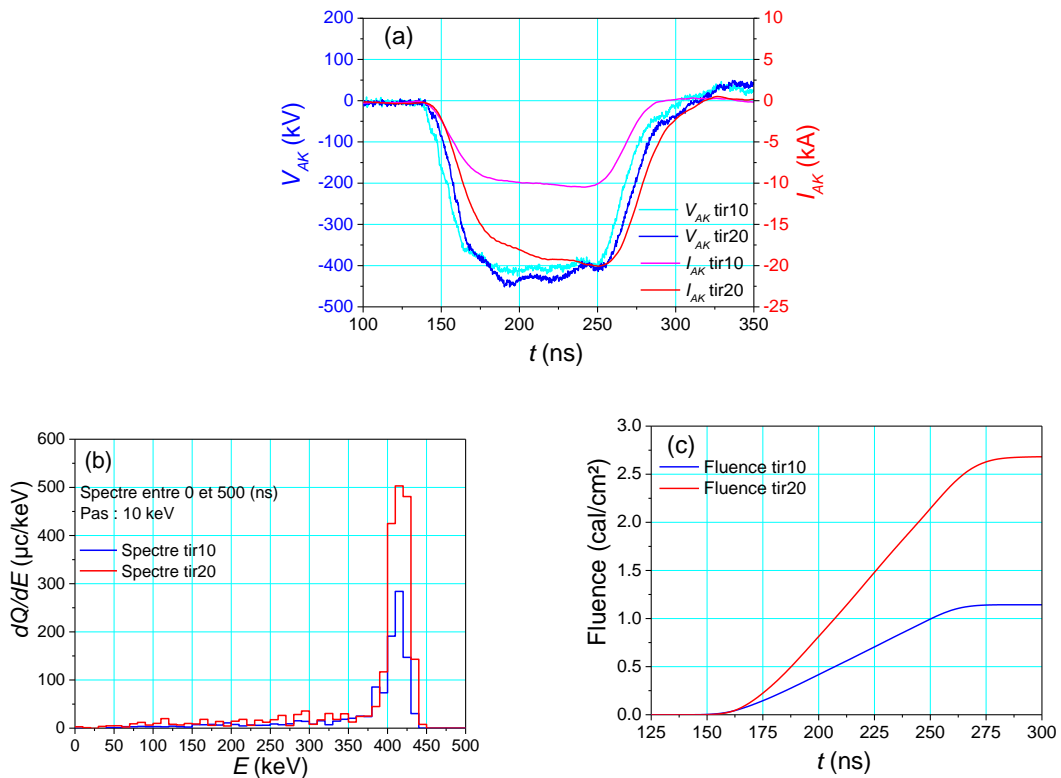 (a)
200
100
0
-100
-200
-300
-400
-500
V_AK (kV)
10
5
0
-5
-10
-15
-20
-25
I_AK (kA)
V_AK tir10
V_AK tir20
I_AK tir10
I_AK tir20
100 150 200 250 300 350
t (ns)
(b)
600
500
400
300
200
100
0
dQ/dE (µc/keV)
Spectre entre 0 et 500 (ns)
Pas : 10 keV
Spectre tir10
Spectre tir20
0 50 100 150 200 250 300 350 400 450 500
E (keV)
(c)
3.0
2.5
2.0
1.5
1.0
0.5
0.0
Fluence (cal/cm²)
Fluence tir10
Fluence tir20
125 150 175 200 225 250 275 300
t (ns)